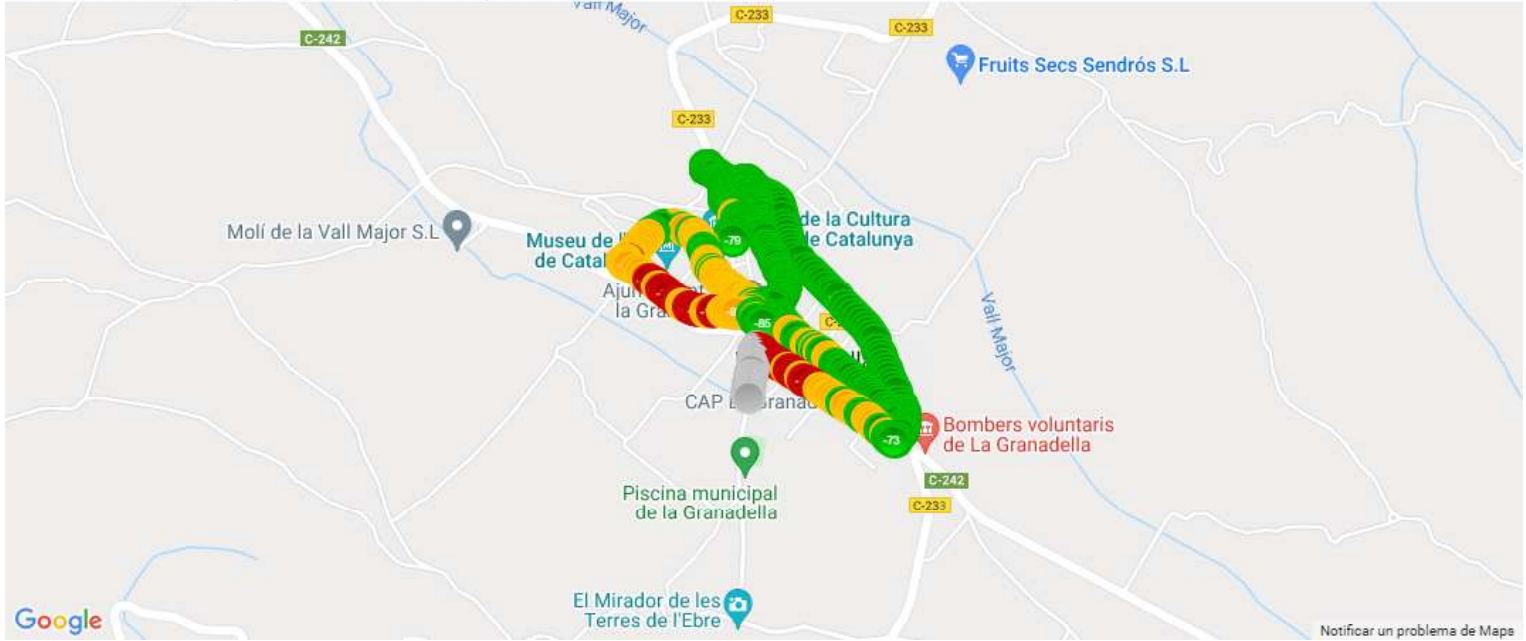 Vall Major
C-233
C-233
C-242
Fruits Secs Sendrós S.L
C-233
Molí de la Vall Major S.L
de la Cultura
de Catalunya
-79
Museu de
de Catal
Vall Major
la Gra
-85
CAP
-73
Bombers voluntaris
de La Granadella
C-242
Piscina municipal
de la Granadella
C-233
El Mirador de les
Terres de l'Ebre
Google
Notificar un problema de Maps